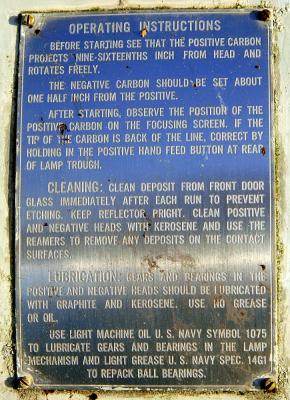 OPERATING INSTRUCTIONS
BEFORE STARTING SEE THAT THE POSITIVE CARBON
PROJECTS NINE-SIXTEENTHS INCH FROM HEAD AND
ROTATES FREELY.
THE NEGATIVE CARBON SHOULD BE SET ABOUT
ONE HALF INCH FROM THE POSITIVE.
AFTER STARTING, OBSERVE THE POSITION OF THE
POSITIVE CARBON ON THE FOCUSING SCREEN. IF THE
TIP OF THE CARBON IS BACK OF THE LINE, CORRECT BY
HOLDING IN THE POSITIVE HAND FEED BUTTON AT REAR
OF LAMP TROUGH.
CLEANING: CLEAN DEPOSIT FROM FRONT DOOR
GLASS IMMEDIATELY AFTER EACH RUN TO PREVENT
ETCHING. KEEP REFLECTOR BRIGHT. CLEAN POSITIVE
AND NEGATIVE HEADS WITH KEROSENE AND USE THE
REAMERS TO REMOVE ANY DEPOSITS ON THE CONTACT
SURFACES.
LUBRICATION: GEARS AND BEARINGS IN THE
POSITIVE AND NEGATIVE HEADS SHOULD BE LUBRICATED
WITH GRAPHITE AND KEROSENE. USE NO GREASE
OR OIL.
USE LIGHT MACHINE OIL U.S. NAVY SYMBOL 1075
TO LUBRICATE GEARS AND BEARINGS IN THE LAMP
MECHANISM AND LIGHT GREASE U.S. NAVY SPEC. 14G1
TO REPACK BALL BEARINGS.